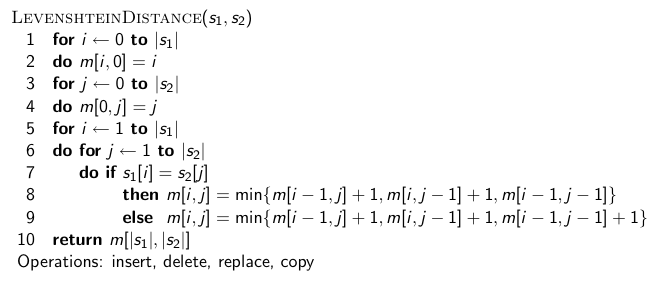 LEVENSHTEINDISTANCE(s₁, s₂)
1 for i ← 0 to |s₁|
2 do m[i, 0] = i
3 for j ← 0 to |s₂|
4 do m[0, j] = j
5 for i ← 1 to |s₁|
6 do for j ← 1 to |s₂|
7 do if s₁[i] = s₂[j]
8 then m[i, j] = min{m[i − 1, j] + 1, m[i, j − 1] + 1, m[i − 1, j − 1]}
9 else m[i, j] = min{m[i − 1, j] + 1, m[i, j − 1] + 1, m[i − 1, j − 1] + 1}
10 return m[|s₁|, |s₂|]
Operations: insert, delete, replace, copy